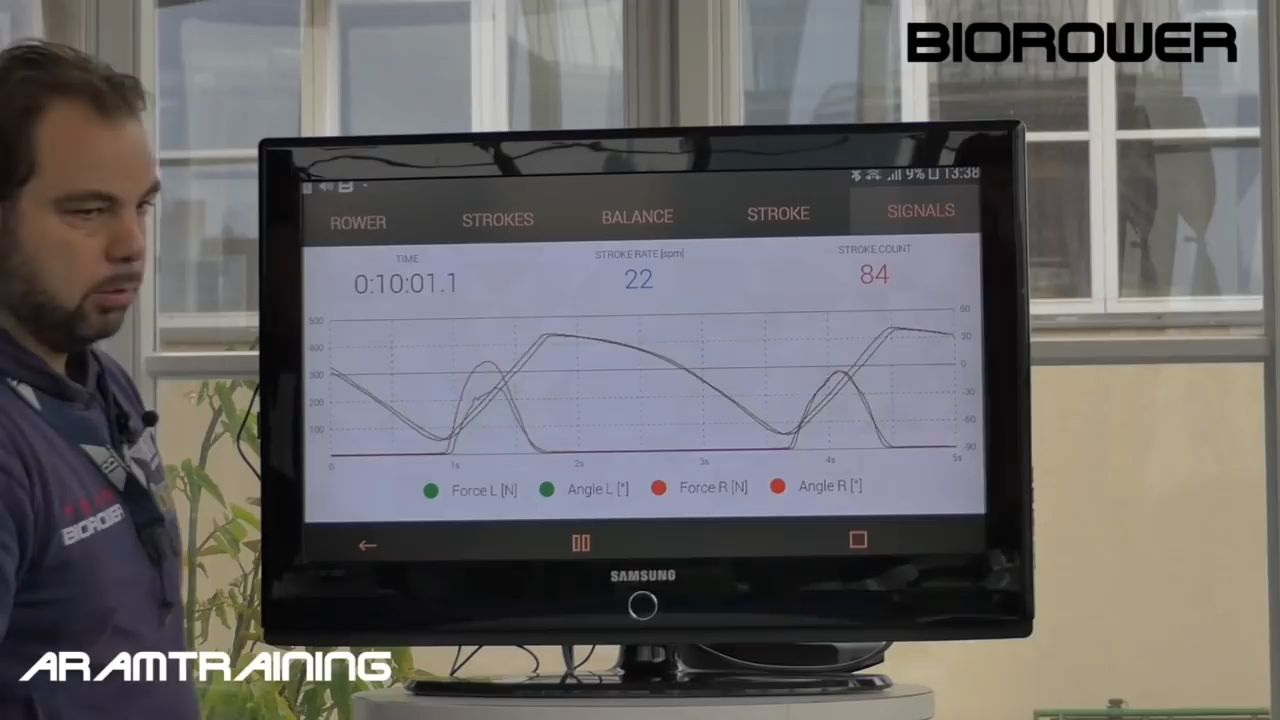 BIOROWER
9% 13:38
ROWER STROKES BALANCE STROKE SIGNALS
TIME STROKE RATE [spm] STROKE COUNT
0:10:01.1 22 84
500 60
400 30
300 0
200 -30
100 -60
-90
0 1s 2s 3s 4s 5s
Force L [N] Angle L [°] Force R [N] Angle R [°]
SAMSUNG
BIOROWER
ARAMTRAINING